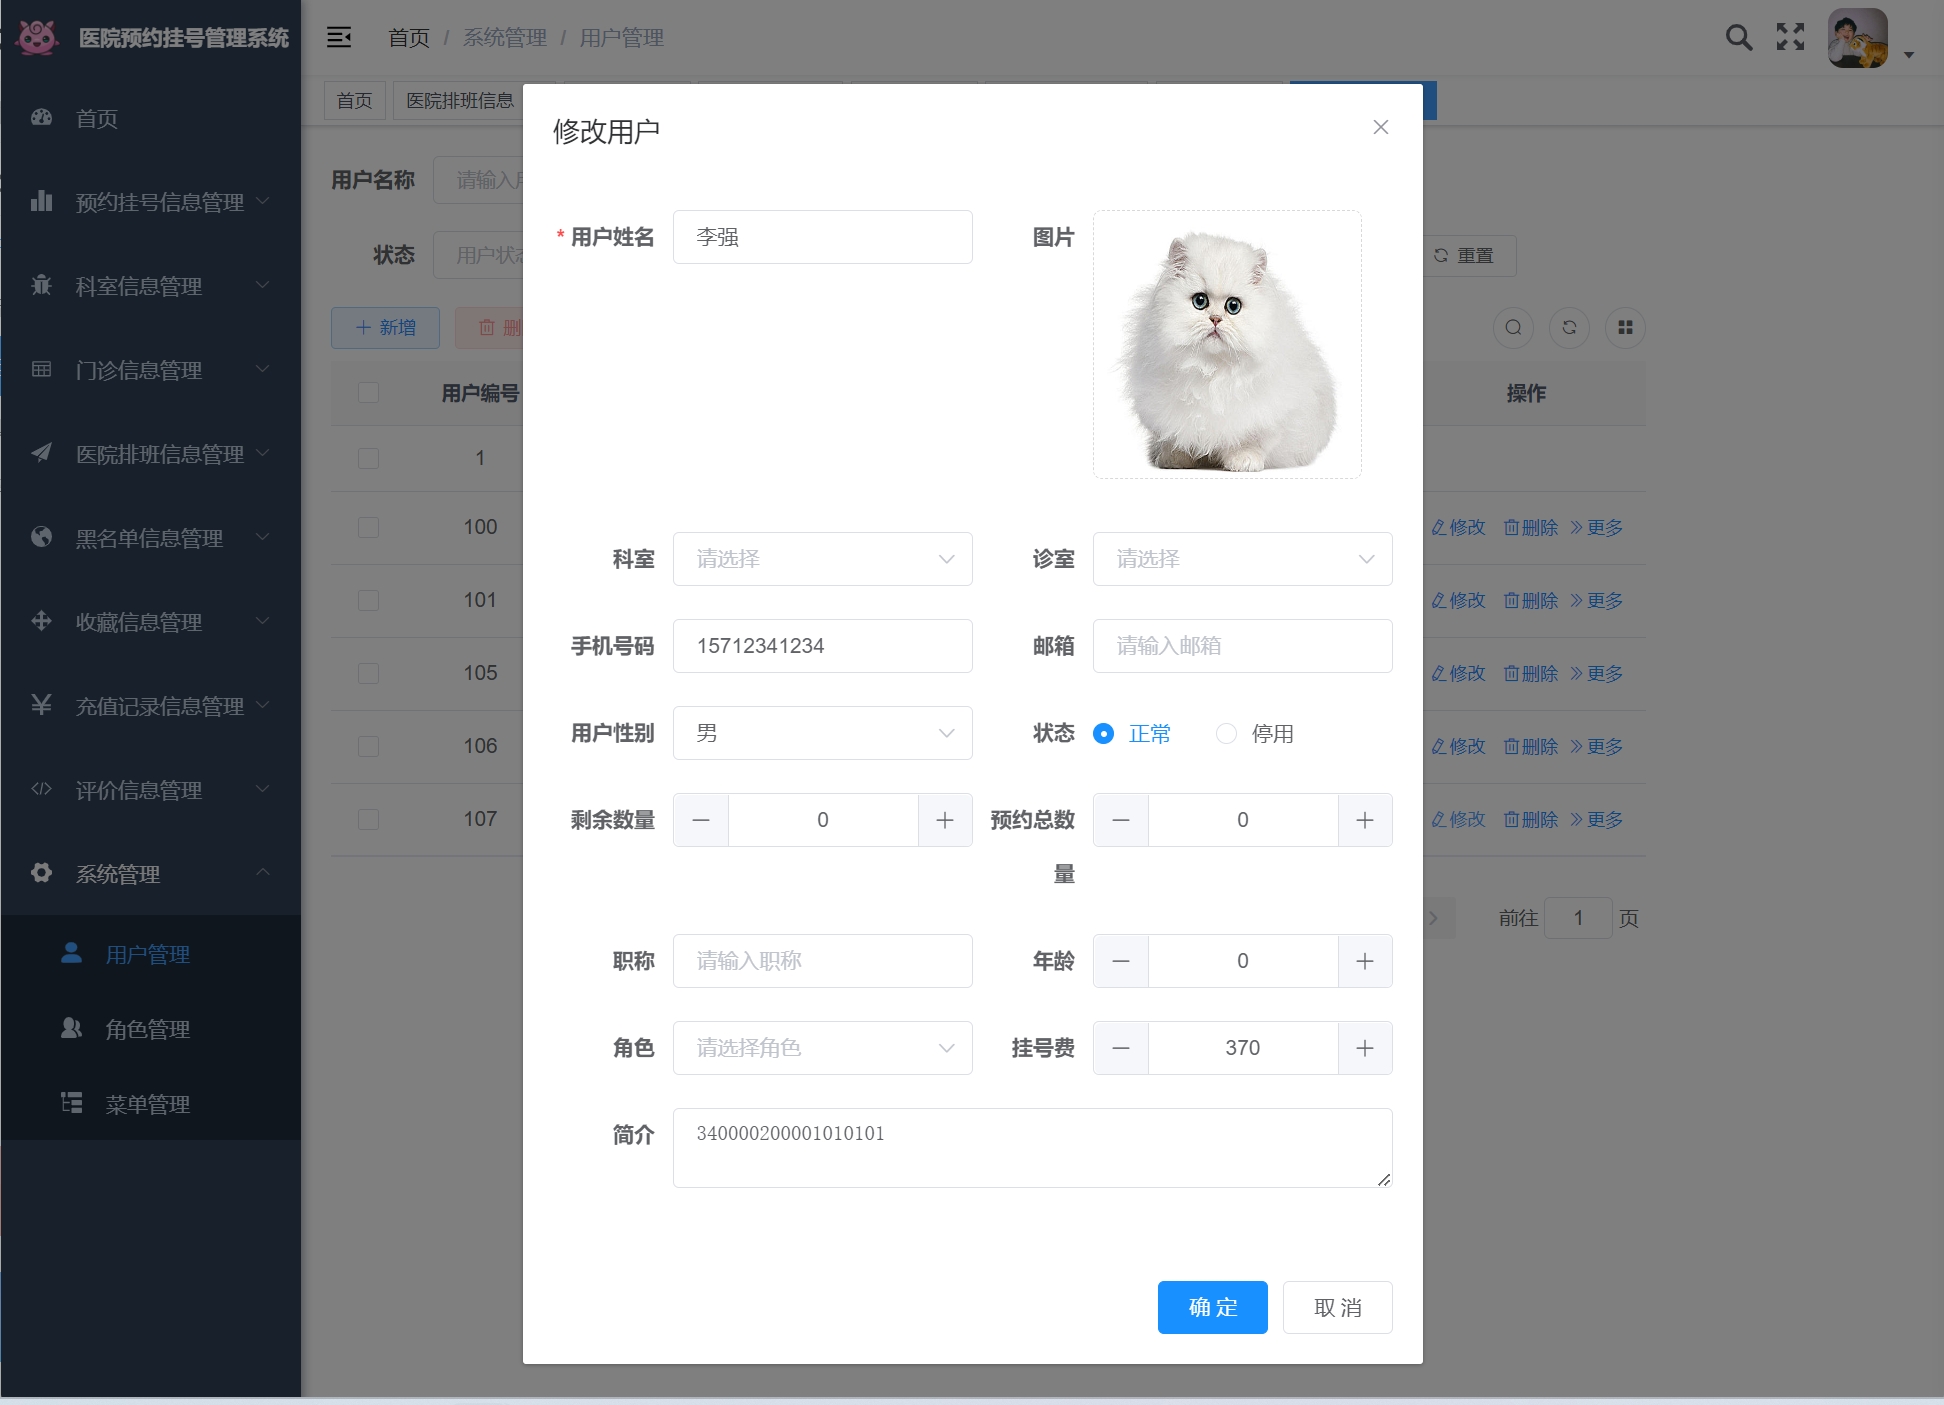 医院预约挂号管理系统
首页 / 系统管理 / 用户管理
首页
医院排班信息
首页
预约挂号信息管理
科室信息管理
门诊信息管理
医院排班信息管理
黑名单信息管理
收藏信息管理
充值记录信息管理
评价信息管理
系统管理
用户管理
角色管理
菜单管理
用户名称 请输入
状态 用户状
重置
+ 新增
用户编号 操作
1
100 修改 删除 更多
101 修改 删除 更多
105 修改 删除 更多
106 修改 删除 更多
107 修改 删除 更多
前往 1 页
修改用户
* 用户姓名 李强 图片
科室 请选择 诊室 请选择
手机号码 15712341234 邮箱 请输入邮箱
用户性别 男 状态 正常 停用
剩余数量 0 预约总数量 0
职称 请输入职称 年龄 0
角色 请选择角色 挂号费 370
简介 340000200001010101
确 定 取 消